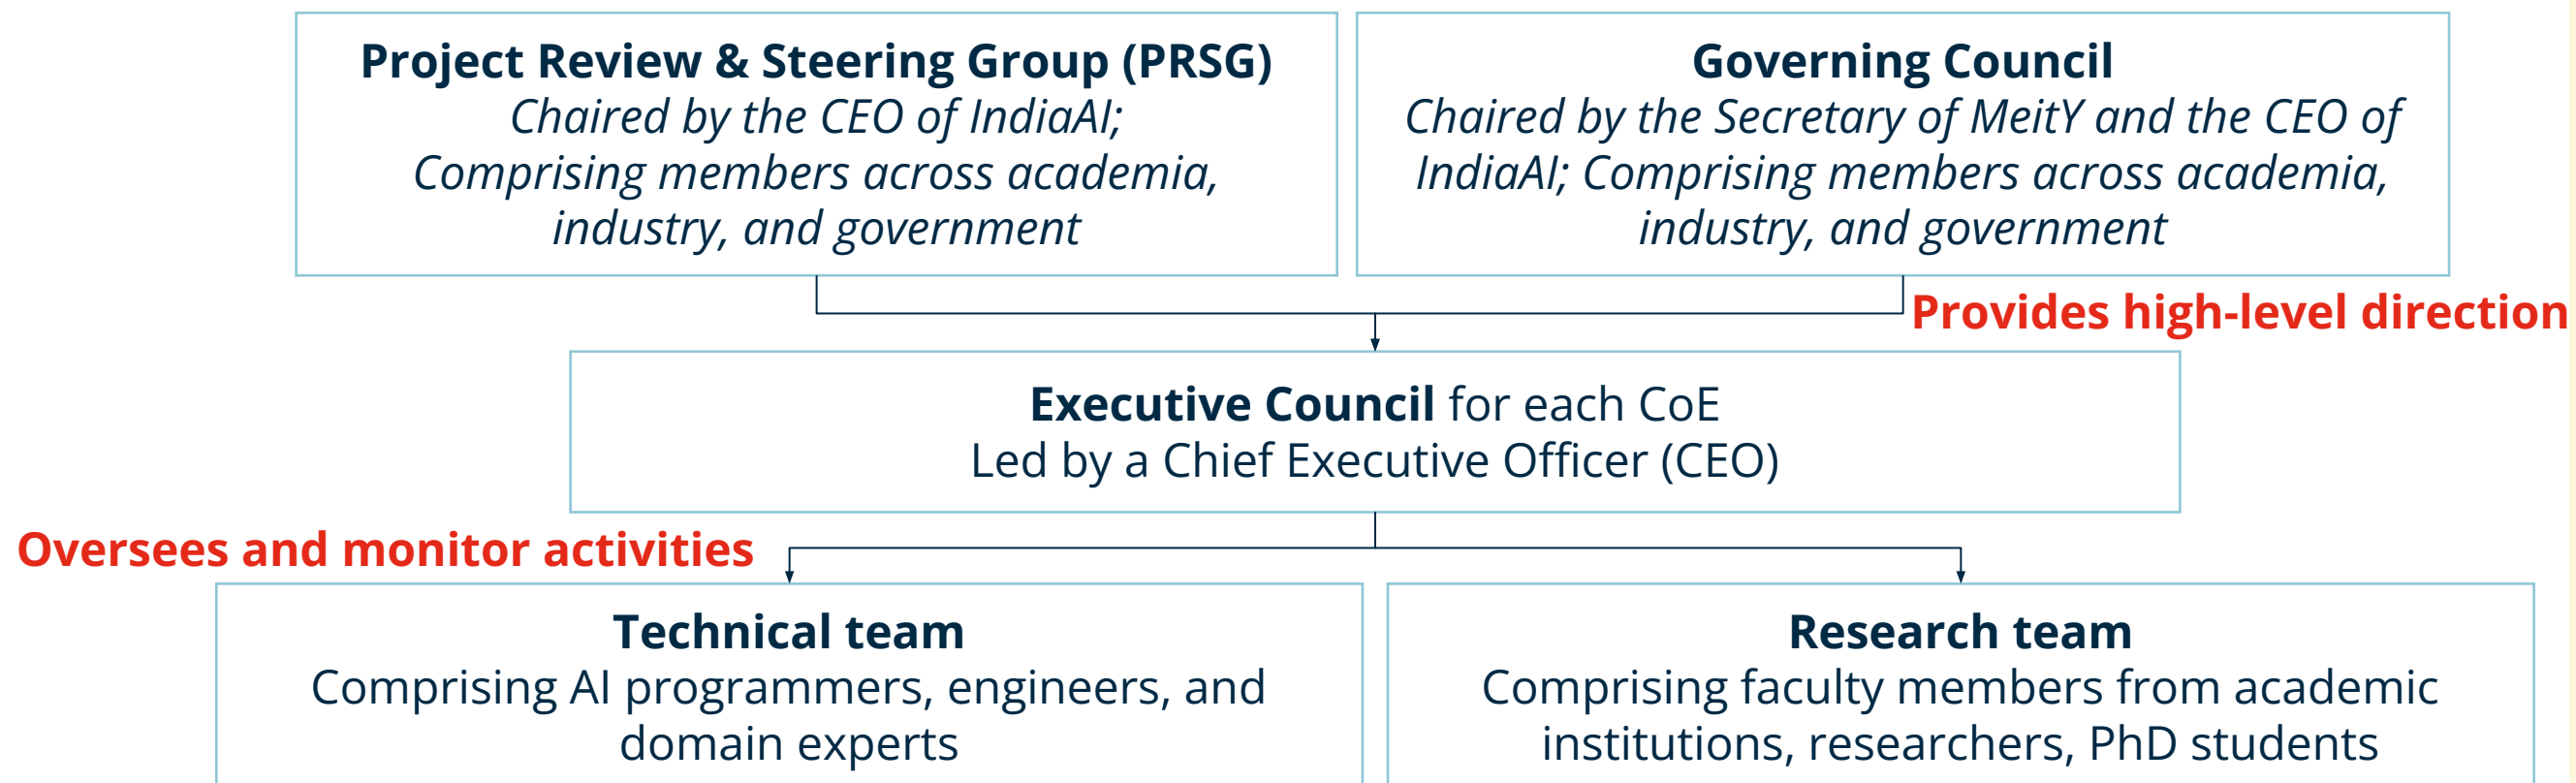 Project Review & Steering Group (PRSG)
Chaired by the CEO of IndiaAI;
Comprising members across academia,
industry, and government
Governing Council
Chaired by the Secretary of MeitY and the CEO of
IndiaAI; Comprising members across academia,
industry, and government
Provides high-level direction
Executive Council for each CoE
Led by a Chief Executive Officer (CEO)
Oversees and monitor activities
Technical team
Comprising AI programmers, engineers, and
domain experts
Research team
Comprising faculty members from academic
institutions, researchers, PhD students